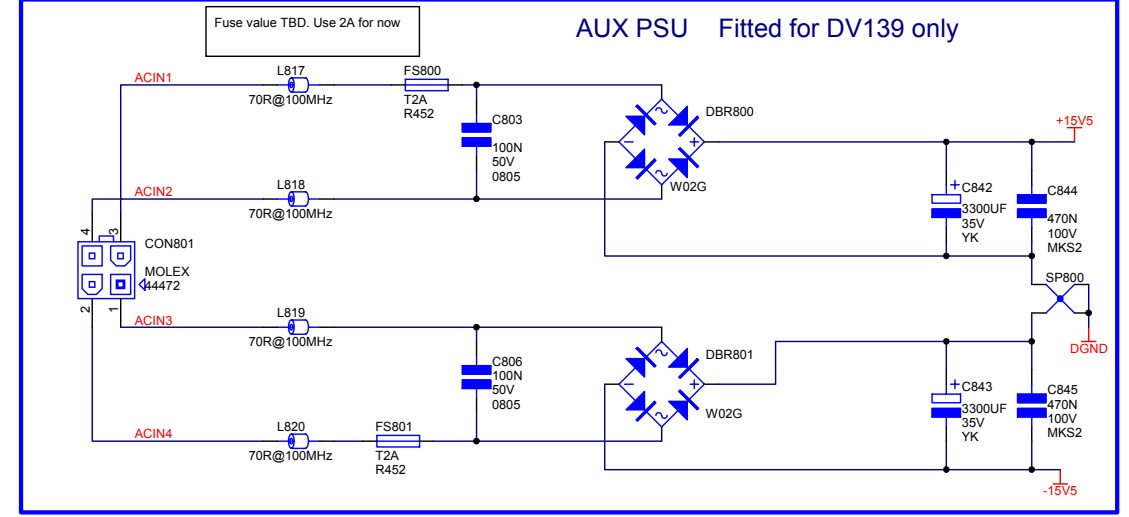 Fuse value TBD. Use 2A for now
AUX PSU Fitted for DV139 only
ACIN1
L817
70R@100MHz
FS800
T2A
R452
C803
100N
50V
0805
DBR800
W02G
+15V5
C842
3300UF
35V
YK
C844
470N
100V
MKS2
ACIN2
L818
70R@100MHz
4
3
CON801
MOLEX
44472
2
1
SP800
DGND
ACIN3
L819
70R@100MHz
C806
100N
50V
0805
DBR801
W02G
C843
3300UF
35V
YK
C845
470N
100V
MKS2
ACIN4
L820
70R@100MHz
FS801
T2A
R452
-15V5